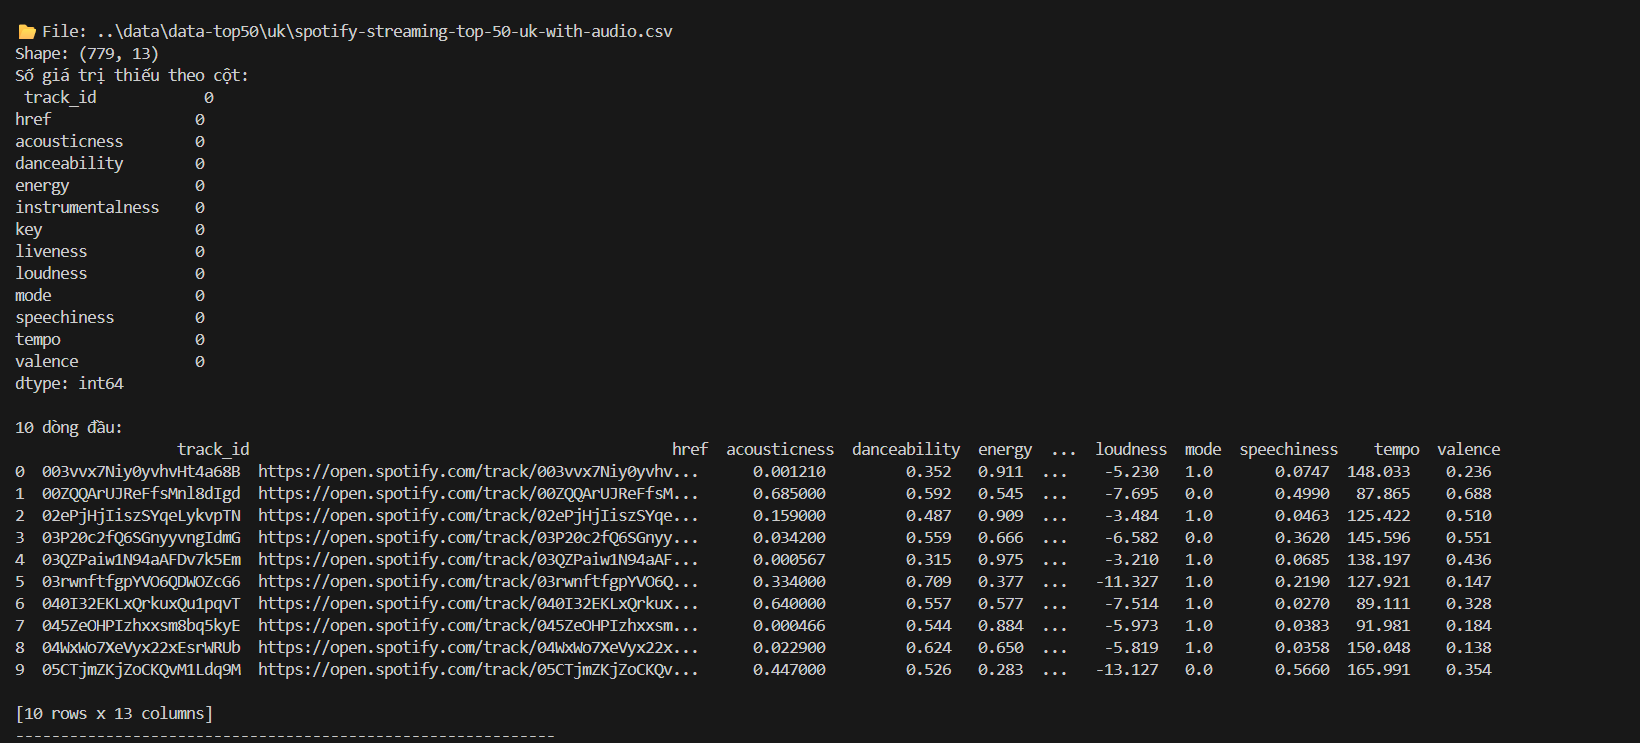 📂 File: ..\data\data-top50\uk\spotify-streaming-top-50-uk-with-audio.csv
Shape: (779, 13)
Số giá trị thiếu theo cột:
 track_id            0
href                0
acousticness        0
danceability        0
energy              0
instrumentalness    0
key                 0
liveness            0
loudness            0
mode                0
speechiness         0
tempo               0
valence             0
dtype: int64

10 dòng đầu:
                  track_id                                               href  acousticness  danceability  energy  ...  loudness  mode  speechiness    tempo  valence
0  003vvx7Niy0yvhvHt4a68B  https://open.spotify.com/track/003vvx7Niy0yvhv...      0.001210         0.352   0.911  ...    -5.230   1.0       0.0747  148.033    0.236
1  00ZQQArUJReFfsMnl8dIgd  https://open.spotify.com/track/00ZQQArUJReFfsM...      0.685000         0.592   0.545  ...    -7.695   0.0       0.4990   87.865    0.688
2  02ePjHjIiszSYqeLykvpTN  https://open.spotify.com/track/02ePjHjIiszSYqe...      0.159000         0.487   0.909  ...    -3.484   1.0       0.0463  125.422    0.510
3  03P20c2fQ6SGnyyvngIdmG  https://open.spotify.com/track/03P20c2fQ6SGnyy...      0.034200         0.559   0.666  ...    -6.582   0.0       0.3620  145.596    0.551
4  03QZPaiw1N94aAFDv7k5Em  https://open.spotify.com/track/03QZPaiw1N94aAF...      0.000567         0.315   0.975  ...    -3.210   1.0       0.0685  138.197    0.436
5  03rwnftfgpYVO6QDWOZcG6  https://open.spotify.com/track/03rwnftfgpYVO6Q...      0.334000         0.709   0.377  ...   -11.327   1.0       0.2190  127.921    0.147
6  040I32EKLxQrkuxQu1pqvT  https://open.spotify.com/track/040I32EKLxQrkux...      0.640000         0.557   0.577  ...    -7.514   1.0       0.0270   89.111    0.328
7  045ZeOHPIzhxxsm8bq5kyE  https://open.spotify.com/track/045ZeOHPIzhxxsm...      0.000466         0.544   0.884  ...    -5.973   1.0       0.0383   91.981    0.184
8  04WxWo7XeVyx22xEsrWRUb  https://open.spotify.com/track/04WxWo7XeVyx22x...      0.022900         0.624   0.650  ...    -5.819   1.0       0.0358  150.048    0.138
9  05CTjmZKjZoCKQvM1Ldq9M  https://open.spotify.com/track/05CTjmZKjZoCKQv...      0.447000         0.526   0.283  ...   -13.127   0.0       0.5660  165.991    0.354

[10 rows x 13 columns]
------------------------------------------------------------